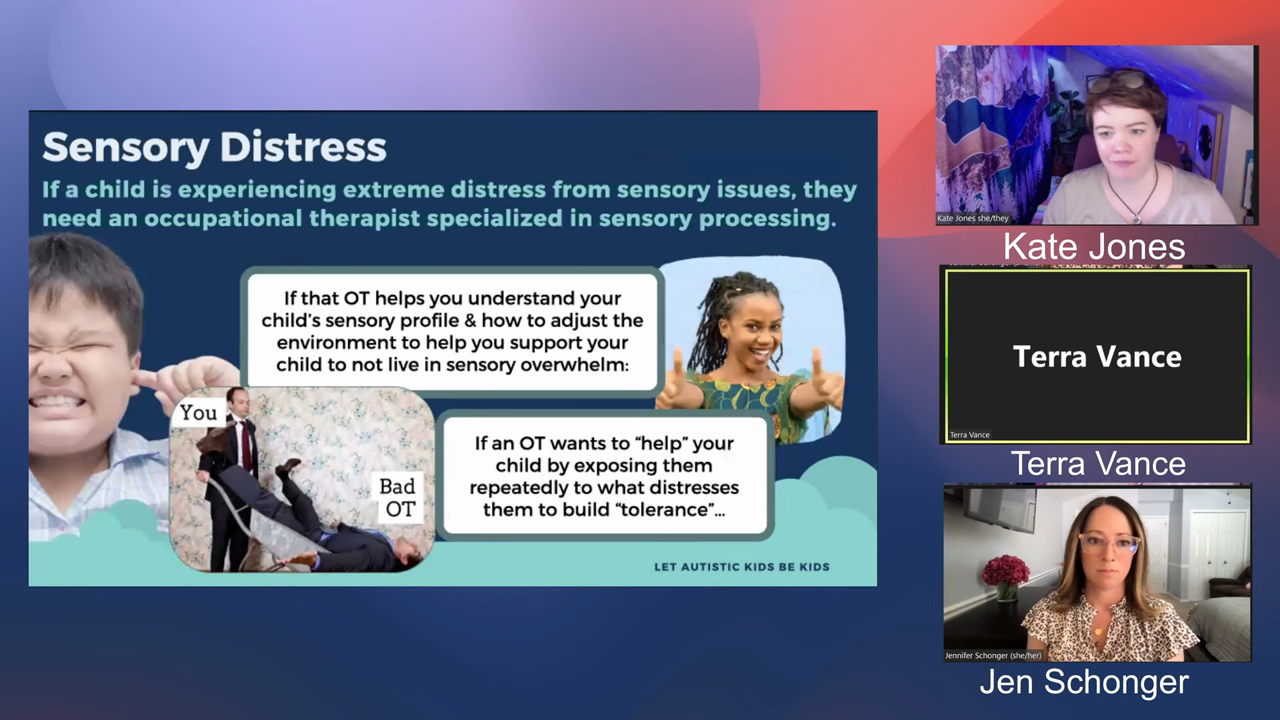 Sensory Distress
If a child is experiencing extreme distress from sensory issues, they
need an occupational therapist specialized in sensory processing.
If that OT helps you understand your
child's sensory profile & how to adjust the
environment to help you support your
child to not live in sensory overwhelm:
You
Bad
OT
If an OT wants to “help” your
child by exposing them
repeatedly to what distresses
them to build “tolerance”...
LET AUTISTIC KIDS BE KIDS
Kate Jones she/they
Kate Jones
Terra Vance
Terra Vance
Terra Vance
Jennifer Schonger (she/her)
Jen Schonger